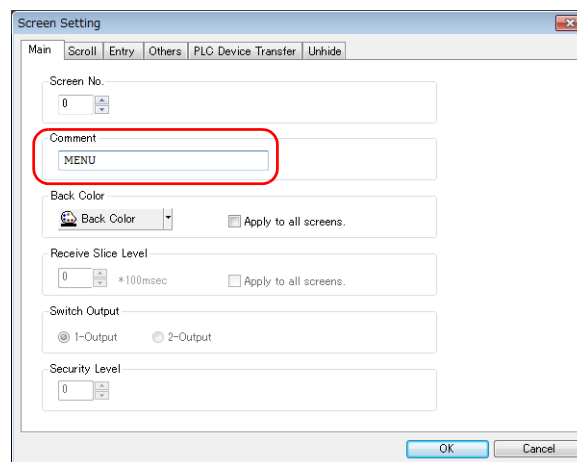 Screen Setting
Main Scroll Entry Others PLC Device Transfer Unhide
Screen No.
0
Comment
MENU
Back Color
Back Color Apply to all screens.
Receive Slice Level
0 *100msec Apply to all screens.
Switch Output
1-Output 2-Output
Security Level
0
OK Cancel